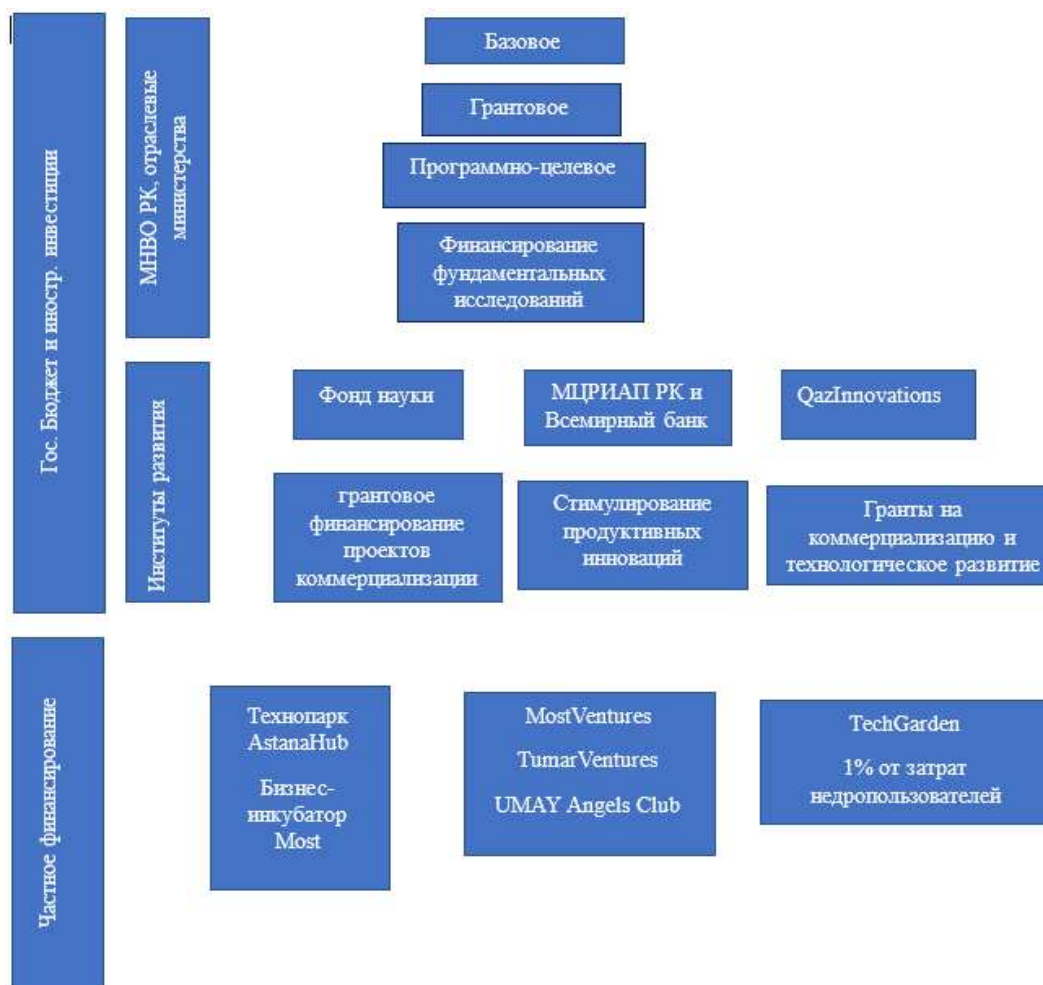 Гос. Бюджет и иностр. инвестиции
МНВО РК, отраслевые
министерства
Базовое
Грантовое
Программно-целевое
Финансирование
фундаментальных
исследований
Институты развития
Фонд науки
МЦРИАП РК и
Всемирный банк
QazInnovations
грантовое
финансирование
проектов
коммерциализации
Стимулирование
продуктивных
инноваций
Гранты на
коммерциализацию и
технологическое развитие
Частное финансирование
Технопарк
AstanaHub
Бизнес-
инкубатор
Most
MostVentures
TumarVentures
UMAY Angels Club
TechGarden
1% от затрат
недропользователей